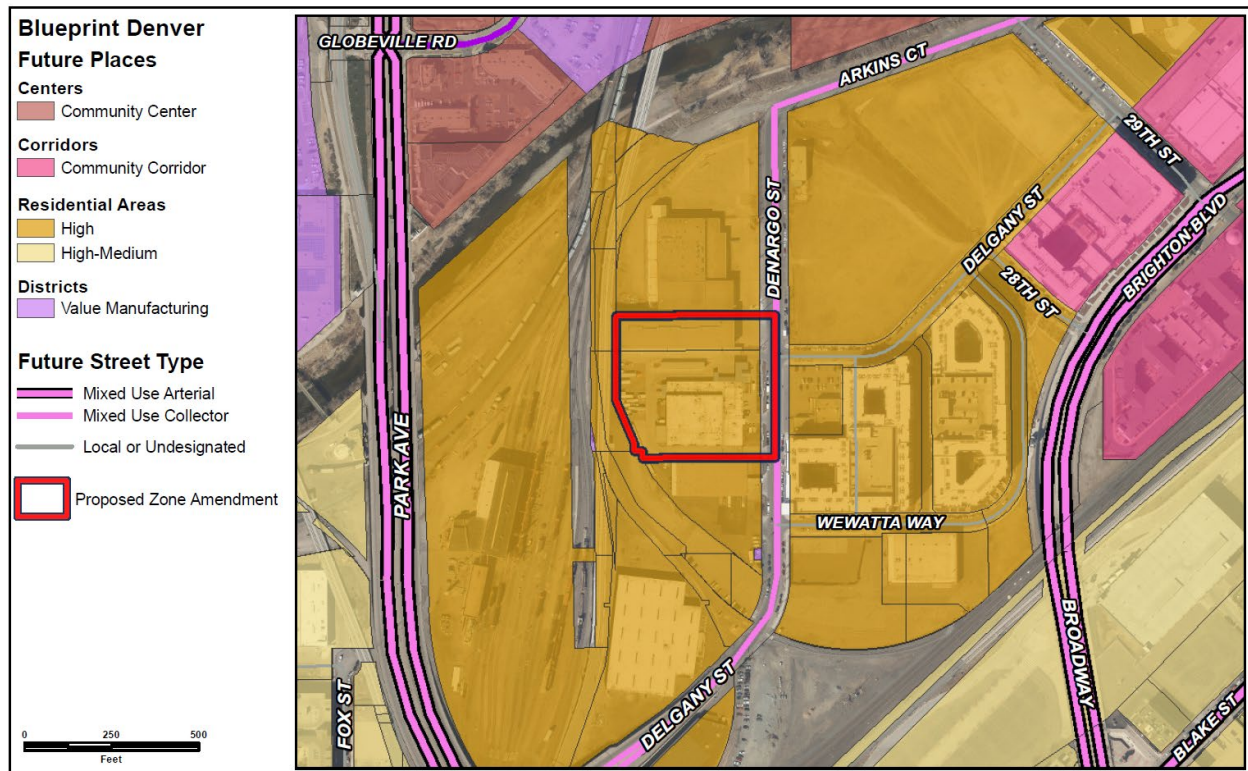 Blueprint Denver
Future Places
Centers
Community Center
Corridors
Community Corridor
Residential Areas
High
High-Medium
Districts
Value Manufacturing
Future Street Type
Mixed Use Arterial
Mixed Use Collector
Local or Undesignated
Proposed Zone Amendment
0 250 500
Feet
GLOBEVILLE RD
ARKINS CT
29TH ST
DELGANY ST
DENARGO ST
28TH ST
BRIGHTON BLVD
PARK AVE
WEWATTA WAY
BROADWAY
DELGANY ST
FOX ST
BLAKE ST